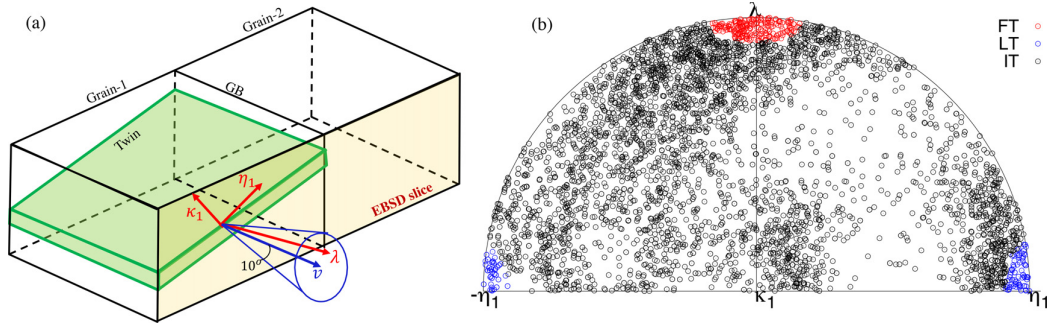 (a)
Grain-2
Grain-1
GB
Twin
η₁
κ₁
EBSD slice
λ
ν
10°
(b)
λ
FT
LT
IT
-η₁
κ₁
η₁